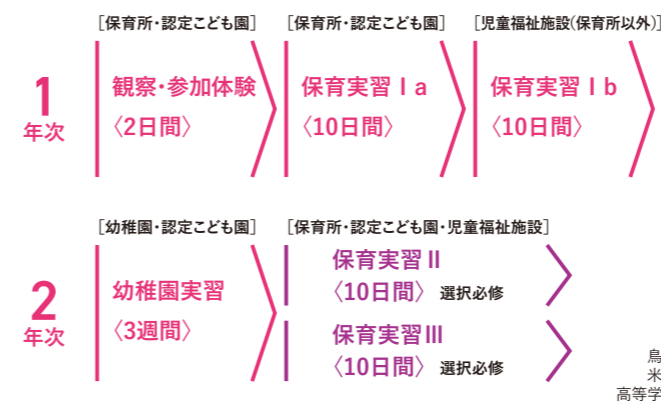 ［保育所・認定こども園］
［保育所・認定こども園］
［児童福祉施設(保育所以外)］
1
年次
観察・参加体験
〈2日間〉
保育実習Ⅰa
〈10日間〉
保育実習Ⅰb
〈10日間〉
［幼稚園・認定こども園］
［保育所・認定こども園・児童福祉施設］
2
年次
幼稚園実習
〈3週間〉
保育実習Ⅱ
〈10日間〉 選択必修
保育実習Ⅲ
〈10日間〉 選択必修
鳥
米
高等学